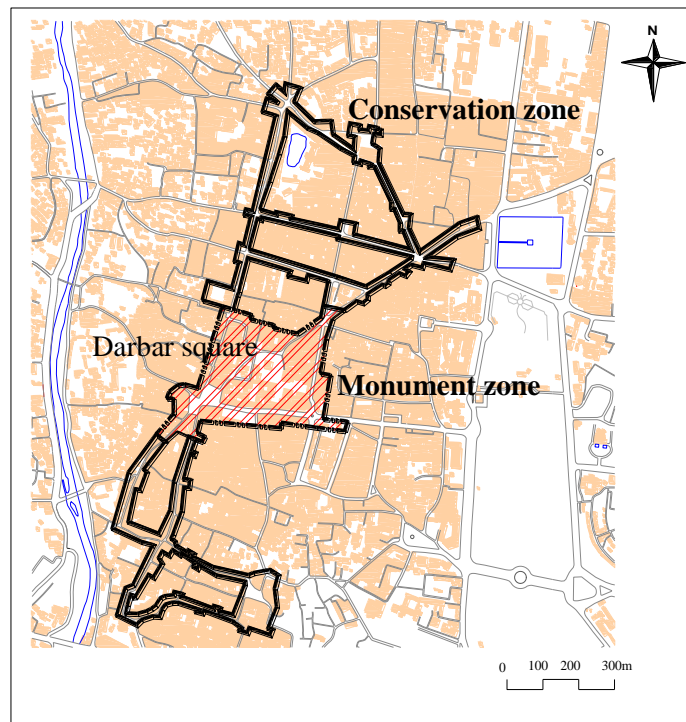 N
Conservation zone
Darbar square
Monument zone
0 100 200 300m